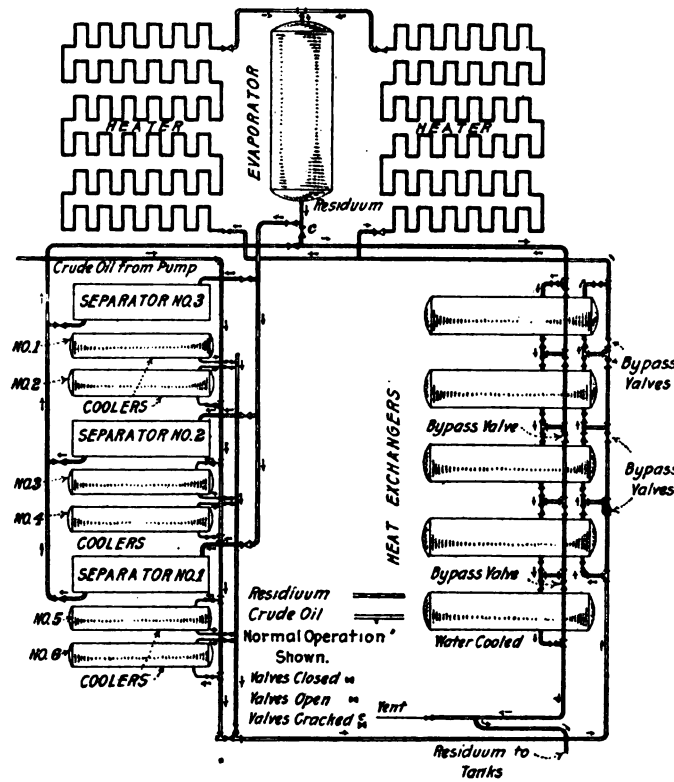 HEATER
EVAPORATOR
HEATER
Residuum
c
Crude Oil from Pump
SEPARATOR NO.3
NO.1
NO.2
COOLERS
SEPARATOR NO.2
NO.3
NO.4
COOLERS
SEPARATOR NO.1
NO.5
NO.6
COOLERS
HEAT EXCHANGERS
Bypass
Valves
Bypass Valve
Bypass
Valves
Bypass Valve
Water Cooled
Residiuum
Crude Oil
"Normal Operation"
Shown.
Valves Closed
Valves Open
Valves Cracked c
Vent
Residuum to
Tanks